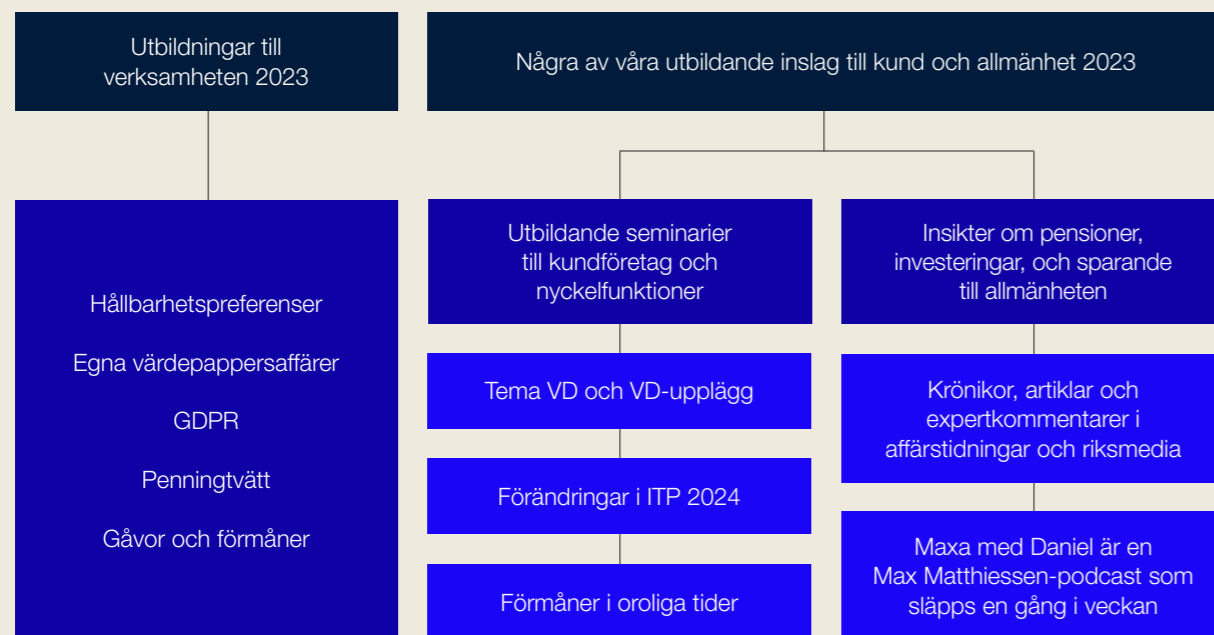 Utbildningar till
verksamheten 2023
Hållbarhetspreferenser
Egna värdepappersaffärer
GDPR
Penningtvätt
Gåvor och förmåner
Några av våra utbildande inslag till kund och allmänhet 2023
Utbildande seminarier
till kundföretag och
nyckelfunktioner
Tema VD och VD-upplägg
Förändringar i ITP 2024
Förmåner i oroliga tider
Insikter om pensioner,
investeringar, och sparande
till allmänheten
Krönikor, artiklar och
expertkommentarer i
affärstidningar och riksmedia
Maxa med Daniel är en
Max Matthiessen-podcast som
släpps en gång i veckan